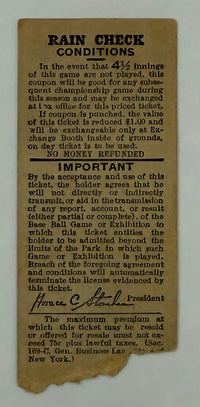 RAIN CHECK
CONDITIONS
In the event that 4½ innings
of this game are not played, this
coupon will be good for any subse-
quent championship game during
this season and may be exchanged
at box office for this priced ticket.
If coupon is punched, the value
of this ticket is reduced $1.00 and
will be exchangeable only at Ex-
change Booth inside of grounds,
on day ticket is to be used.
NO MONEY REFUNDED
IMPORTANT
By the acceptance and use of this
ticket, the holder agrees that he
will not directly or indirectly
transmit, or aid in the transmission
of any report, account, or result
(either partial or complete), of the
Base Ball Game or Exhibition to
which this ticket entitles the
holder to be admitted beyond the
limits of the Park in which such
Game or Exhibition is played.
Breach of the foregoing agreement
and conditions will automatically
terminate the license evidenced by
this ticket.
Horace C Stoneham President
The maximum premium at
which this ticket may be resold
or offered for resale must not ex-
ceed 75c plus lawful taxes. (Sec.
169-C, Gen. Business Law
New York.)